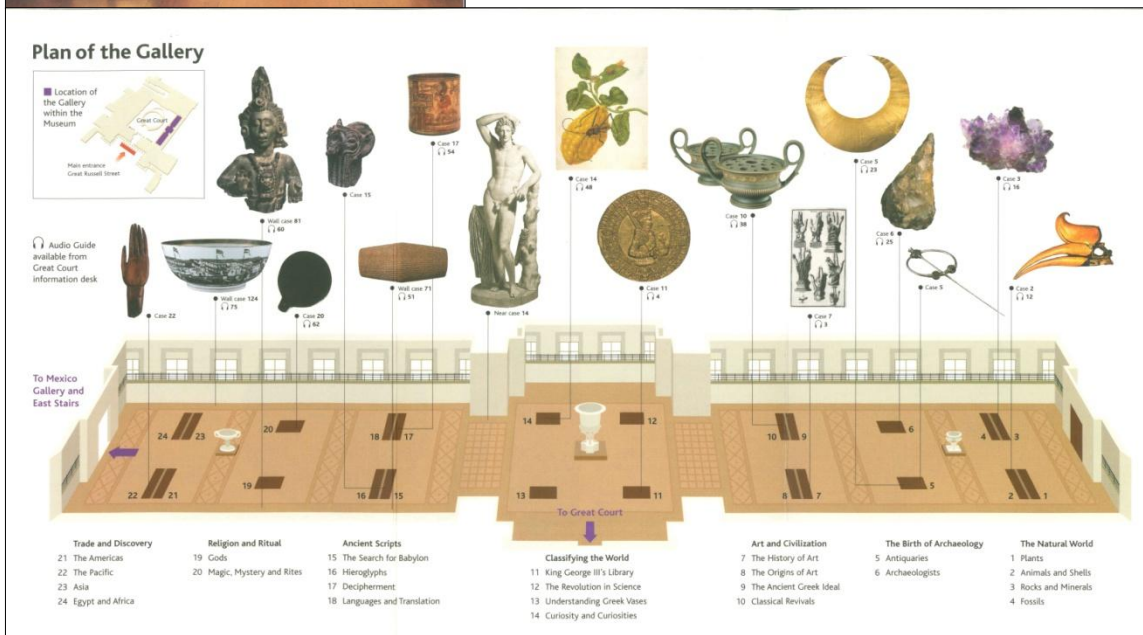 Plan of the Gallery
Location of
the Gallery
within the
Museum
Great Court
Main entrance
Great Russell Street
Audio Guide
available from
Great Court
information desk
Case 22
Wall case 124
75
Wall case 81
60
Case 20
62
Case 15
Wall case 71
51
Case 17
54
Near case 14
Case 14
48
Case 11
4
Case 10
38
Case 7
3
Case 5
23
Case 6
25
Case 5
Case 3
16
Case 2
12
To Mexico
Gallery and
East Stairs
24
23
20
18
17
14
12
10
9
6
4
3
22
21
19
16
15
13
11
8
7
5
2
1
To Great Court
Trade and Discovery
21 The Americas
22 The Pacific
23 Asia
24 Egypt and Africa
Religion and Ritual
19 Gods
20 Magic, Mystery and Rites
Ancient Scripts
15 The Search for Babylon
16 Hieroglyphs
17 Decipherment
18 Languages and Translation
Classifying the World
11 King George III's Library
12 The Revolution in Science
13 Understanding Greek Vases
14 Curiosity and Curiosities
Art and Civilization
7 The History of Art
8 The Origins of Art
9 The Ancient Greek Ideal
10 Classical Revivals
The Birth of Archaeology
5 Antiquaries
6 Archaeologists
The Natural World
1 Plants
2 Animals and Shells
3 Rocks and Minerals
4 Fossils